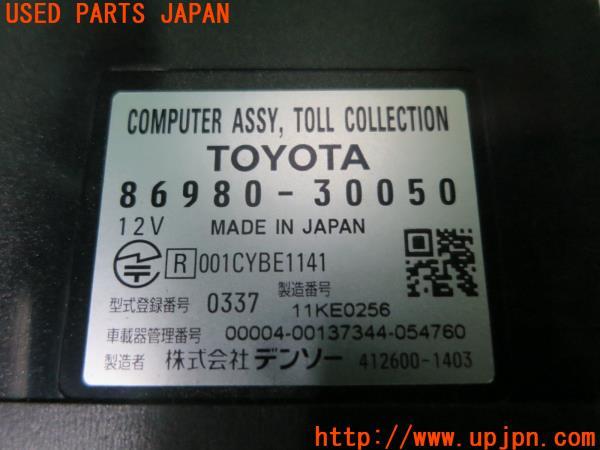 USED PARTS JAPAN
COMPUTER ASSY, TOLL COLLECTION
TOYOTA
86980-30050
12V MADE IN JAPAN
R 001CYBE1141
型式登録番号 0337 製造番号 11KE0256
車載器管理番号 00004-00137344-054760
製造者 株式会社デンソー 412600-1403
http://www.upjpn.com/